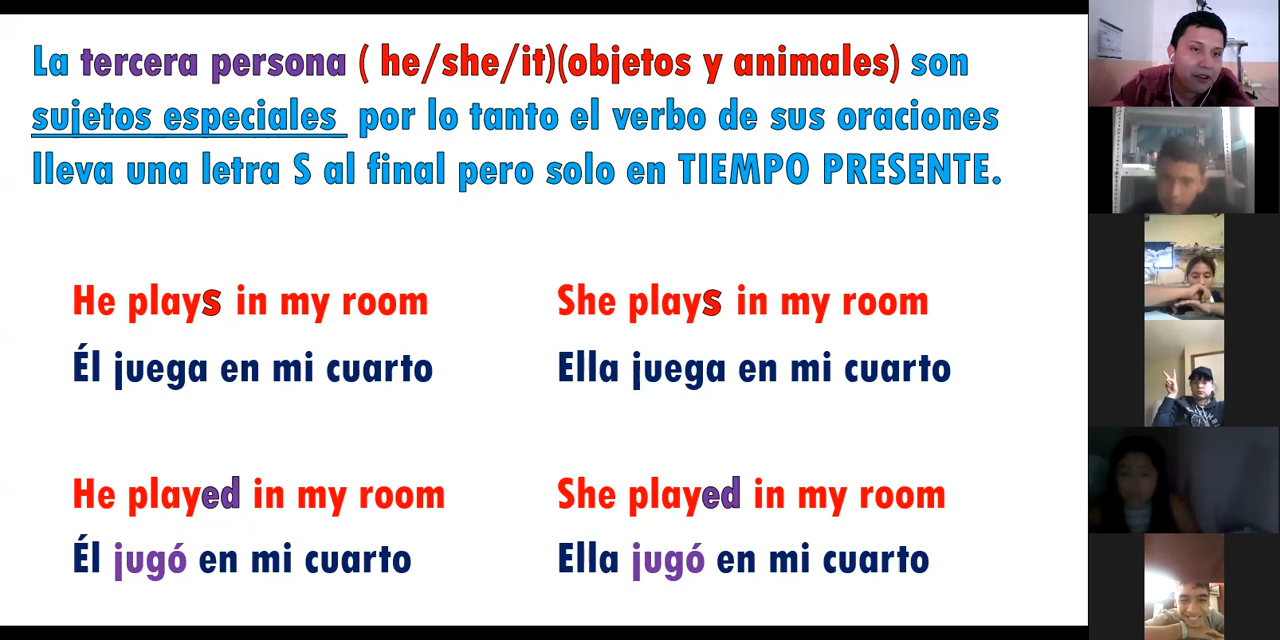 La tercera persona ( he/she/it)(objetos y animales) son
sujetos especiales por lo tanto el verbo de sus oraciones
lleva una letra S al final pero solo en TIEMPO PRESENTE.
He plays in my room
She plays in my room
Él juega en mi cuarto
Ella juega en mi cuarto
He played in my room
She played in my room
Él jugó en mi cuarto
Ella jugó en mi cuarto